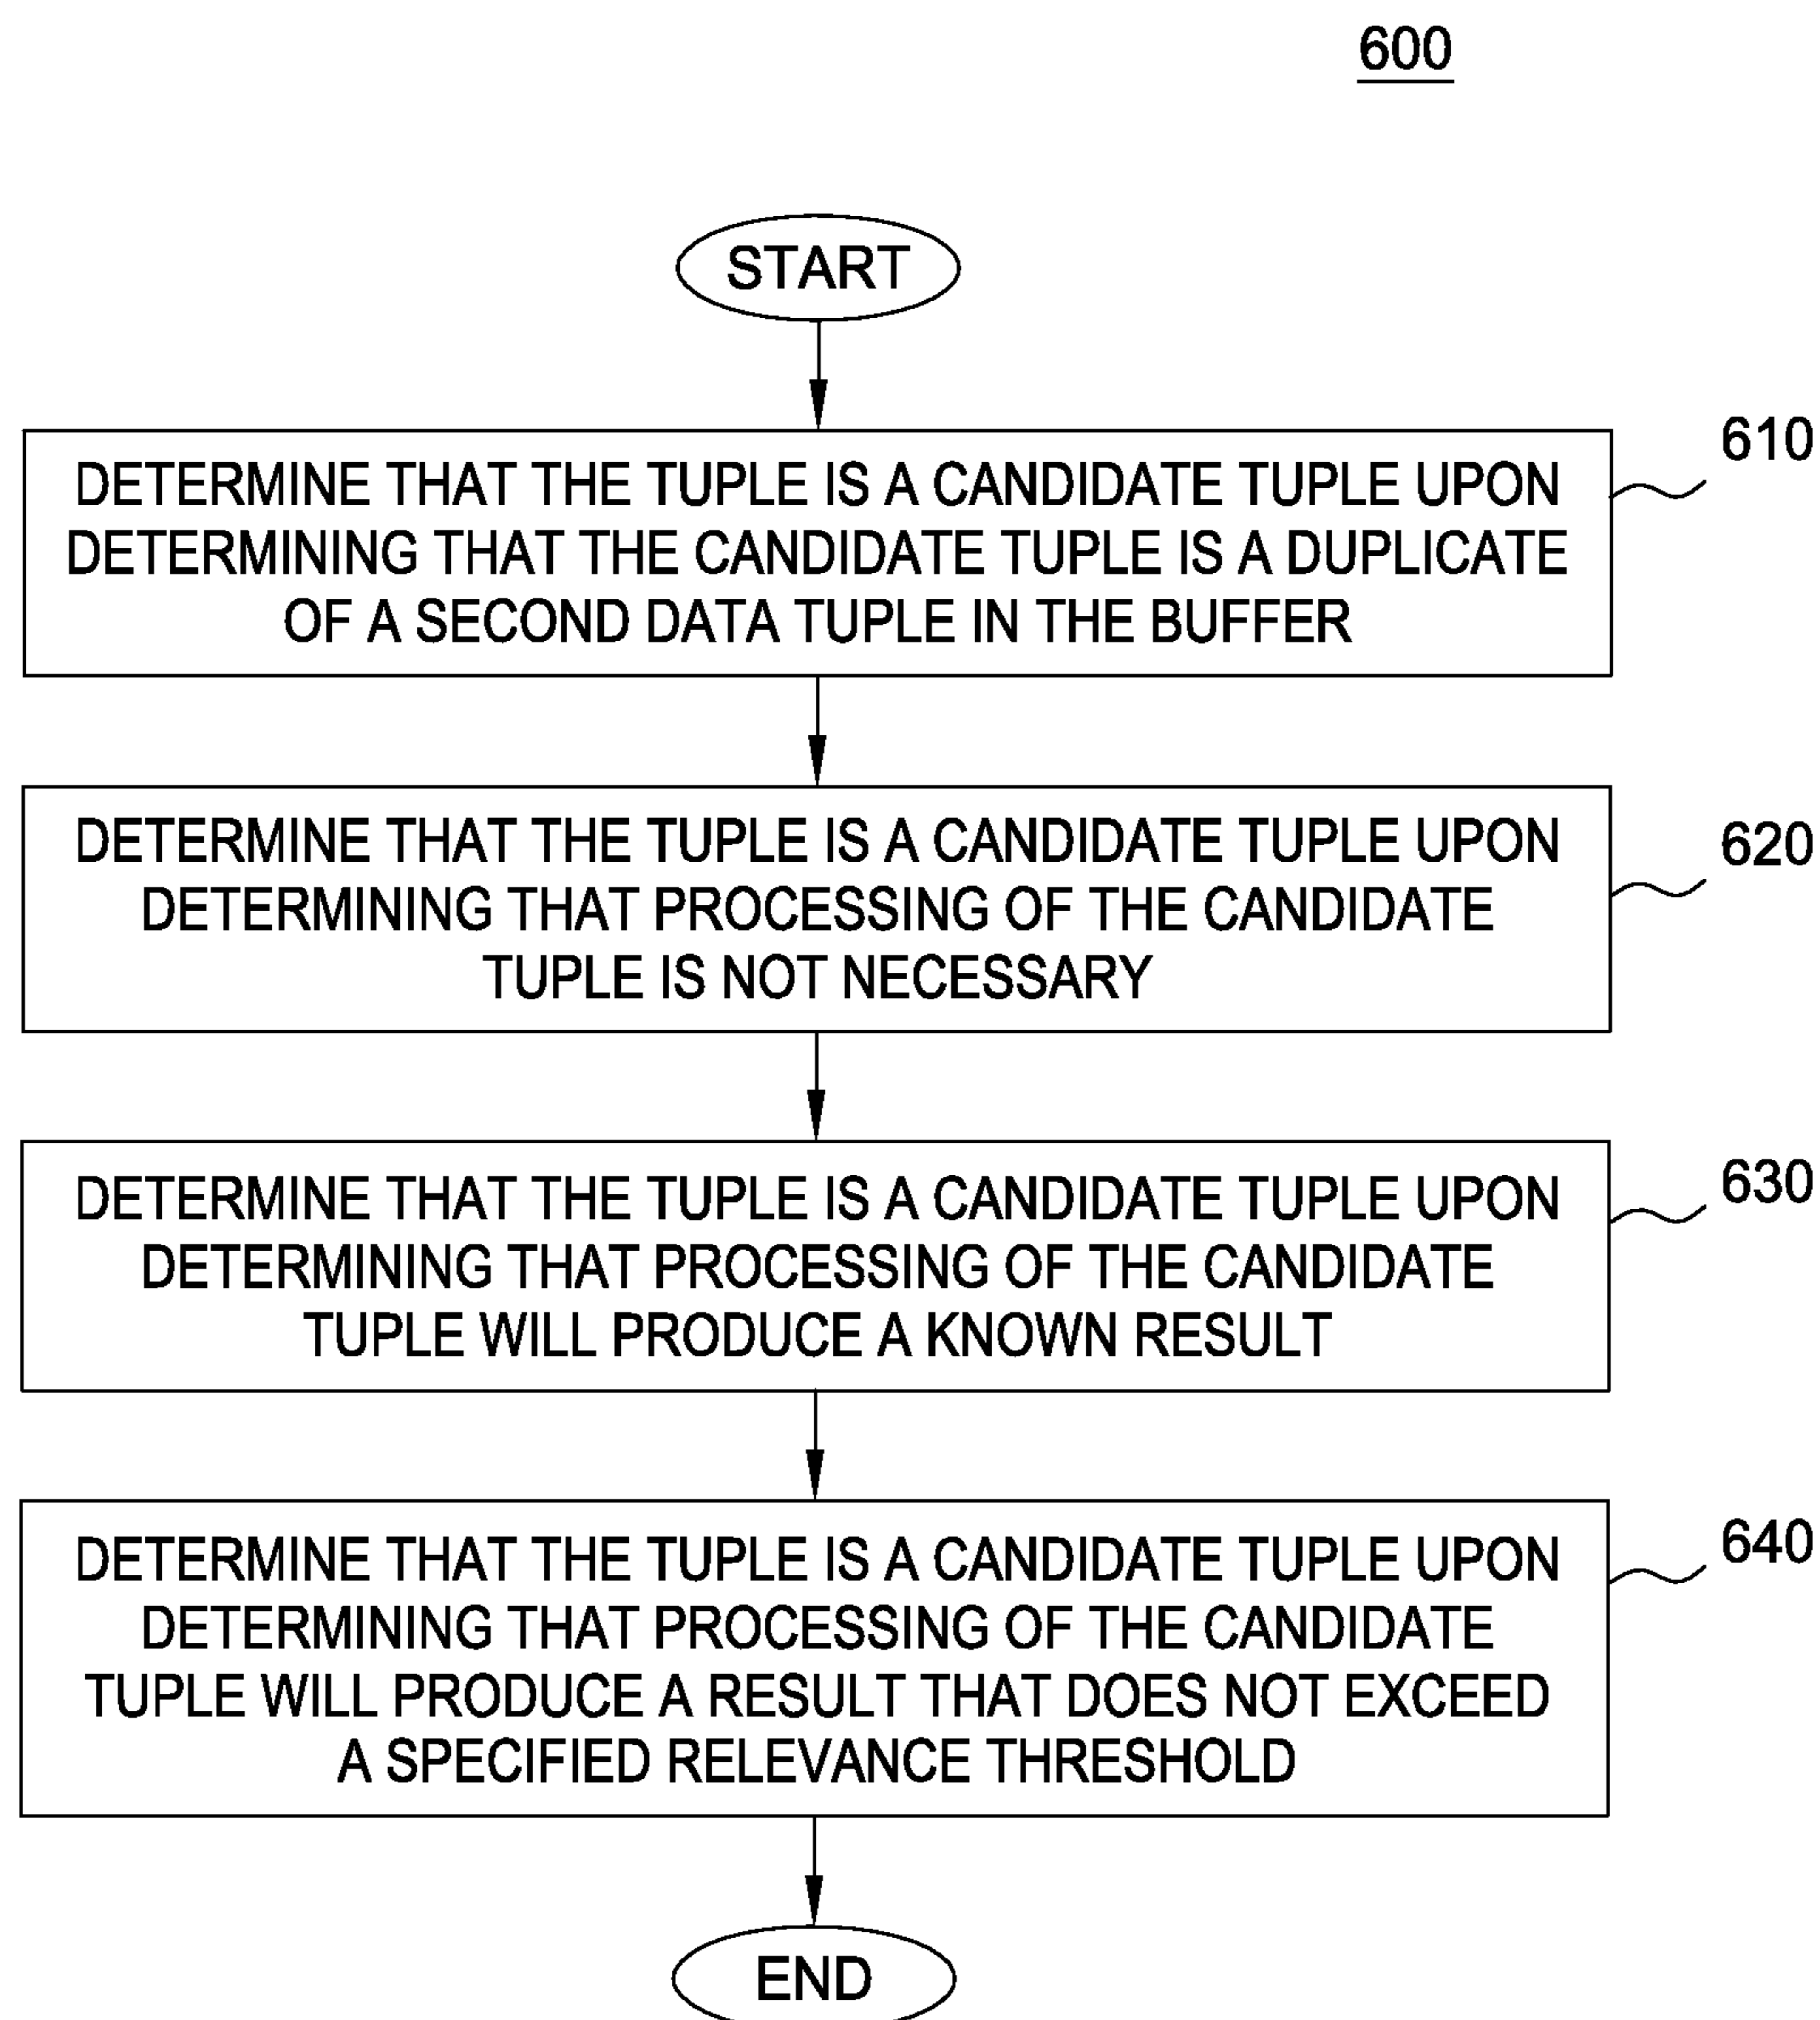 600
START
DETERMINE THAT THE TUPLE IS A CANDIDATE TUPLE UPON
DETERMINING THAT THE CANDIDATE TUPLE IS A DUPLICATE
OF A SECOND DATA TUPLE IN THE BUFFER
610
DETERMINE THAT THE TUPLE IS A CANDIDATE TUPLE UPON
DETERMINING THAT PROCESSING OF THE CANDIDATE
TUPLE IS NOT NECESSARY
620
DETERMINE THAT THE TUPLE IS A CANDIDATE TUPLE UPON
DETERMINING THAT PROCESSING OF THE CANDIDATE
TUPLE WILL PRODUCE A KNOWN RESULT
630
DETERMINE THAT THE TUPLE IS A CANDIDATE TUPLE UPON
DETERMINING THAT PROCESSING OF THE CANDIDATE
TUPLE WILL PRODUCE A RESULT THAT DOES NOT EXCEED
A SPECIFIED RELEVANCE THRESHOLD
640
END